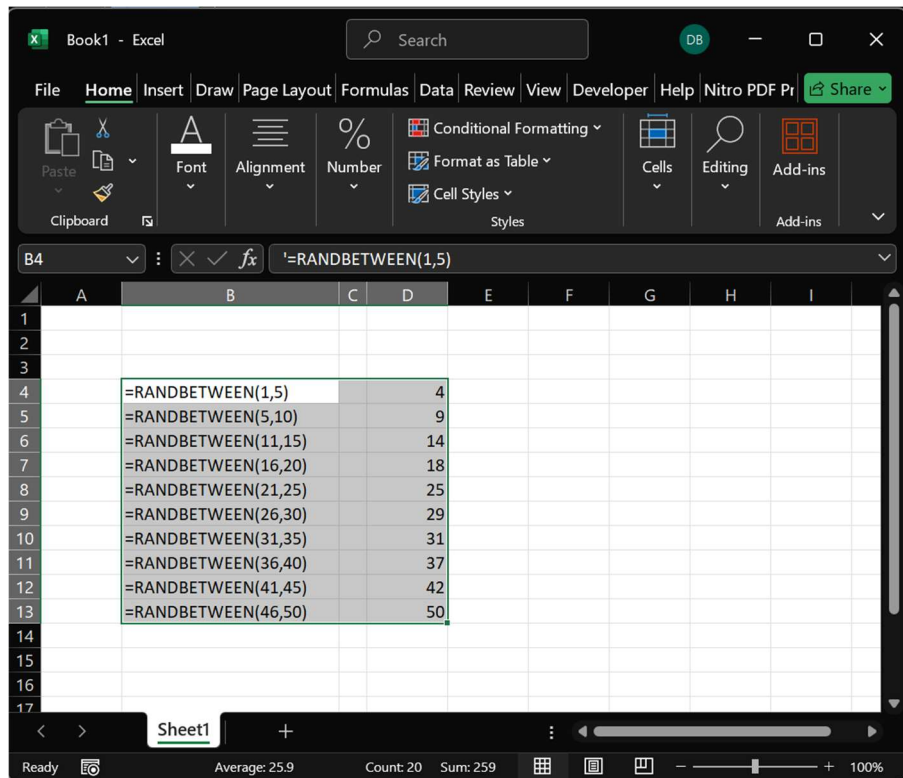 Book1 - Excel
Search
DB
File Home Insert Draw Page Layout Formulas Data Review View Developer Help Nitro PDF Pr Share
Paste
Clipboard
Font
Alignment
%
Number
Conditional Formatting
Format as Table
Cell Styles
Styles
Cells
Editing
Add-ins
Add-ins
B4 fx '=RANDBETWEEN(1,5)
A B C D E F G H I
1
2
3
4 =RANDBETWEEN(1,5) 4
5 =RANDBETWEEN(5,10) 9
6 =RANDBETWEEN(11,15) 14
7 =RANDBETWEEN(16,20) 18
8 =RANDBETWEEN(21,25) 25
9 =RANDBETWEEN(26,30) 29
10 =RANDBETWEEN(31,35) 31
11 =RANDBETWEEN(36,40) 37
12 =RANDBETWEEN(41,45) 42
13 =RANDBETWEEN(46,50) 50
14
15
16
17
Sheet1 +
Ready Average: 25.9 Count: 20 Sum: 259 - + 100%